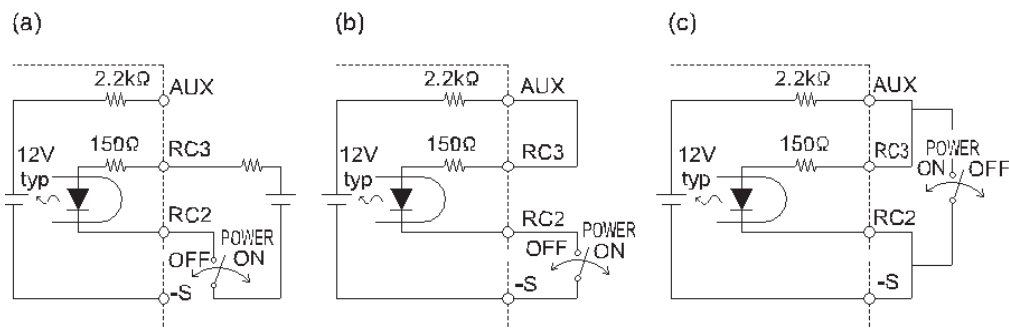 (a)
2.2kΩ
AUX
150Ω
RC3
12V
typ
RC2
POWER
OFF
ON
-S
(b)
2.2kΩ
AUX
150Ω
RC3
12V
typ
RC2
POWER
OFF
ON
-S
(c)
2.2kΩ
AUX
150Ω
RC3
POWER
ON
OFF
12V
typ
RC2
-S